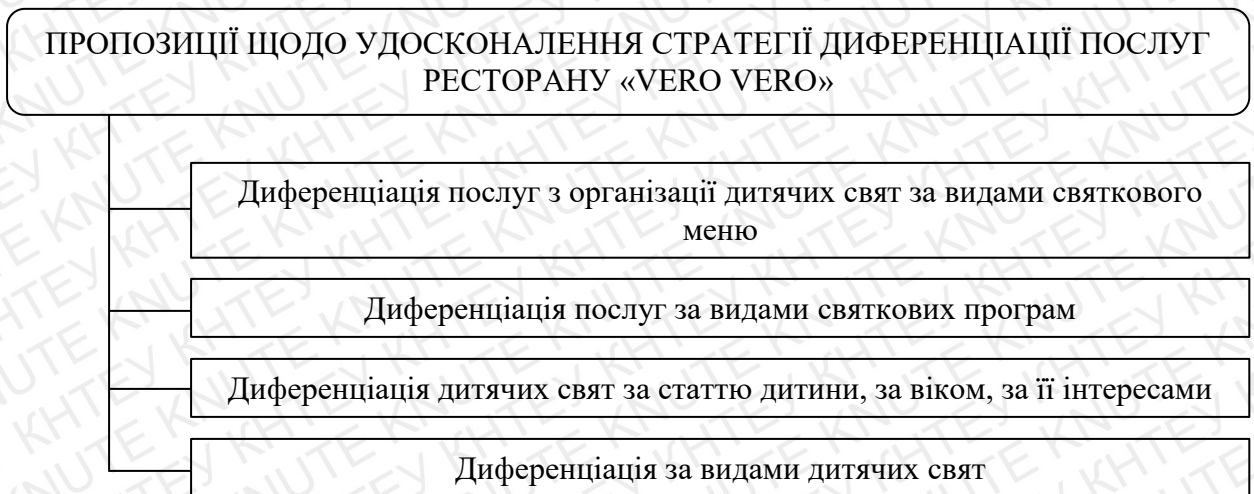 ПРОПОЗИЦІЇ ЩОДО УДОСКОНАЛЕННЯ СТРАТЕГІЇ ДИФЕРЕНЦІАЦІЇ ПОСЛУГ
РЕСТОРАНУ «VERO VERO»
Диференціація послуг з організації дитячих свят за видами святкового
меню
Диференціація послуг за видами святкових програм
Диференціація дитячих свят за статтю дитини, за віком, за її інтересами
Диференціація за видами дитячих свят